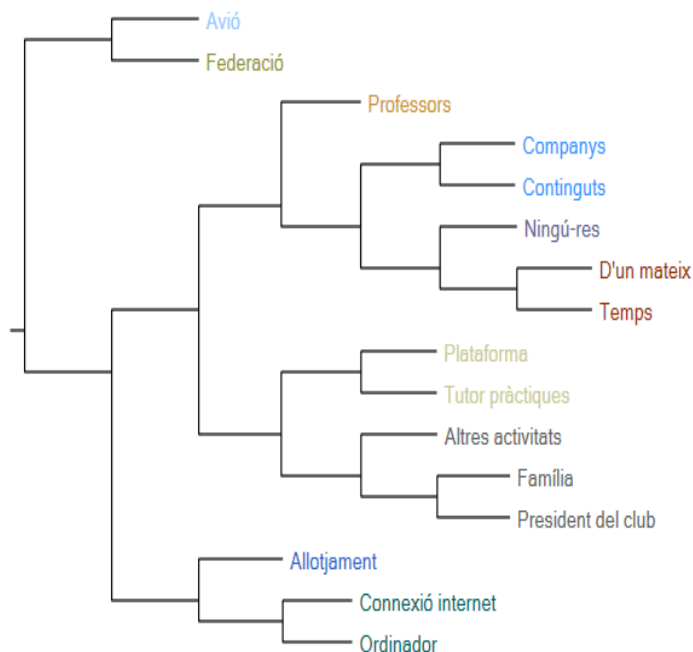 Avió
Federació
Professors
Companys
Continguts
Ningú-res
D'un mateix
Temps
Plataforma
Tutor pràctiques
Altres activitats
Família
President del club
Allotjament
Connexió internet
Ordinador